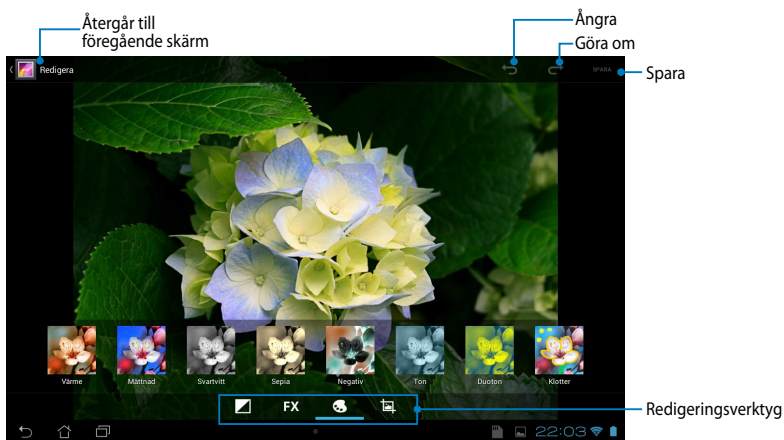 Återgår till
föregående skärm
Ångra
Göra om
Redigera
SPARA
Spara
Värme
Mättnad
Svartvitt
Sepia
Negativ
Ton
Duoton
Klotter
FX
Redigeringsverktyg
22:03